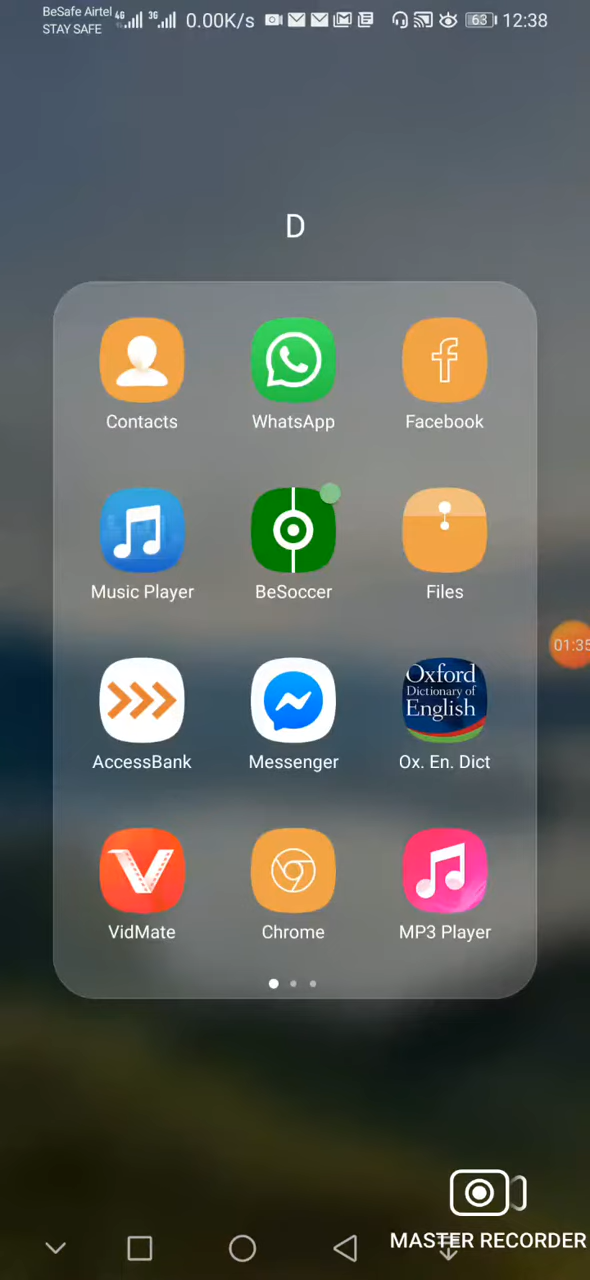 BeSafe Airtel 4G 3G 0.00K/s 63 12:38
STAY SAFE
D
Contacts WhatsApp Facebook
Music Player BeSoccer Files
01:35
Oxford
Dictionary of
English
AccessBank Messenger Ox. En. Dict
VidMate Chrome MP3 Player
MASTER RECORDER